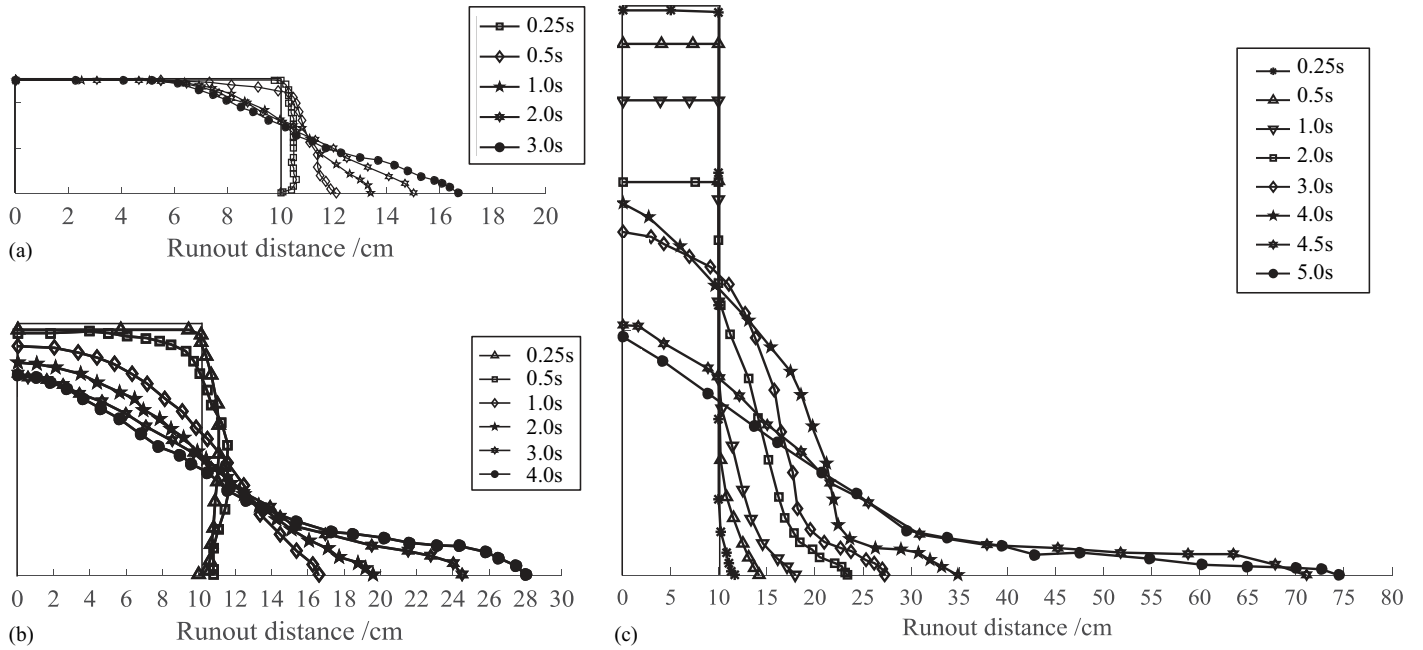 0.25s
0.5s
1.0s
2.0s
3.0s
0 2 4 6 8 10 12 14 16 18 20
(a) Runout distance /cm
0.25s
0.5s
1.0s
2.0s
3.0s
4.0s
0 2 4 6 8 10 12 14 16 18 20 22 24 26 28 30
(b) Runout distance /cm
0.25s
0.5s
1.0s
2.0s
3.0s
4.0s
4.5s
5.0s
0 5 10 15 20 25 30 35 40 45 50 55 60 65 70 75 80
(c) Runout distance /cm